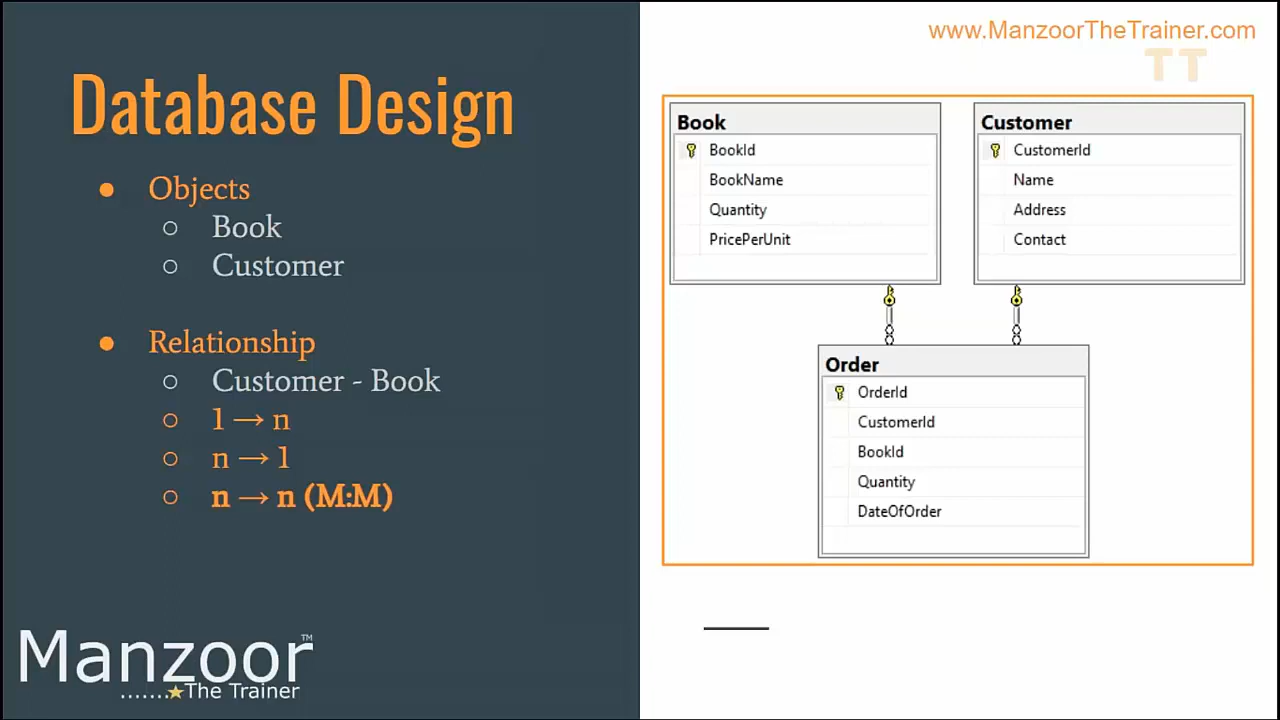 Database Design
Objects
Book
Customer
Relationship
Customer - Book
1 → n
n → 1
n → n (M:M)
Manzoor™
.......★The Trainer
www.ManzoorTheTrainer.com
TT
Book
BookId
BookName
Quantity
PricePerUnit
Customer
CustomerId
Name
Address
Contact
Order
OrderId
CustomerId
BookId
Quantity
DateOfOrder